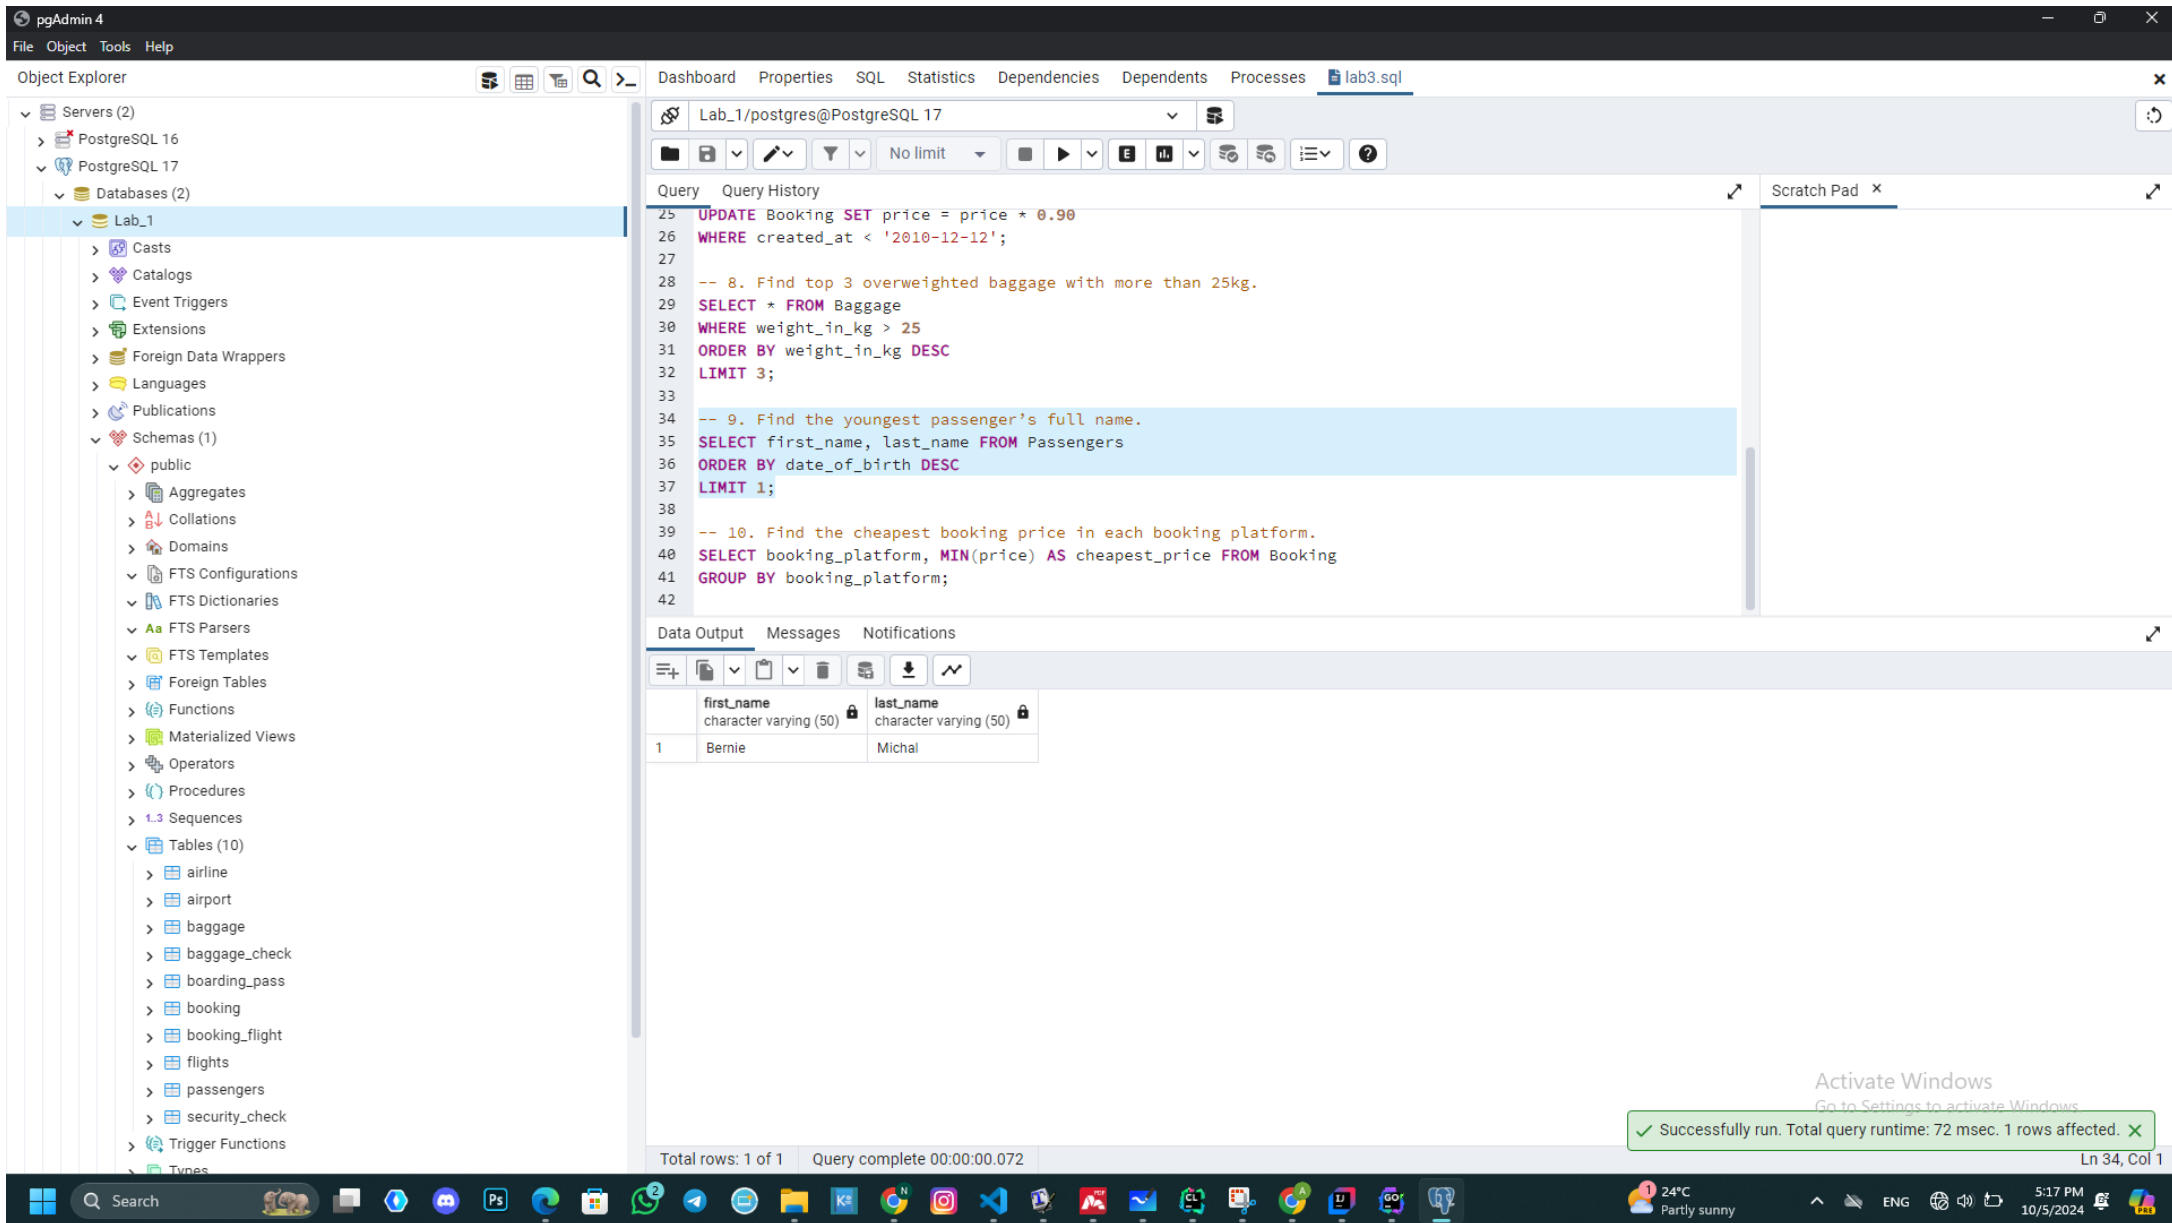 pgAdmin 4
File Object Tools Help
Object Explorer
Servers (2)
PostgreSQL 16
PostgreSQL 17
Databases (2)
Lab_1
Casts
Catalogs
Event Triggers
Extensions
Foreign Data Wrappers
Languages
Publications
Schemas (1)
public
Aggregates
Collations
Domains
FTS Configurations
FTS Dictionaries
Aa FTS Parsers
FTS Templates
Foreign Tables
Functions
Materialized Views
Operators
Procedures
1..3 Sequences
Tables (10)
airline
airport
baggage
baggage_check
boarding_pass
booking
booking_flight
flights
passengers
security_check
Trigger Functions
Types
Dashboard Properties SQL Statistics Dependencies Dependents Processes lab3.sql
Lab_1/postgres@PostgreSQL 17
No limit E
Query Query History
Scratch Pad
25 UPDATE Booking SET price = price * 0.90
26 WHERE created_at < '2010-12-12';
27
28 -- 8. Find top 3 overweighted baggage with more than 25kg.
29 SELECT * FROM Baggage
30 WHERE weight_in_kg > 25
31 ORDER BY weight_in_kg DESC
32 LIMIT 3;
33
34 -- 9. Find the youngest passenger’s full name.
35 SELECT first_name, last_name FROM Passengers
36 ORDER BY date_of_birth DESC
37 LIMIT 1;
38
39 -- 10. Find the cheapest booking price in each booking platform.
40 SELECT booking_platform, MIN(price) AS cheapest_price FROM Booking
41 GROUP BY booking_platform;
42
Data Output Messages Notifications
first_name last_name
character varying (50) character varying (50)
1 Bernie Michal
Activate Windows
Go to Settings to activate Windows.
Successfully run. Total query runtime: 72 msec. 1 rows affected.
Total rows: 1 of 1 Query complete 00:00:00.072
Ln 34, Col 1
Search
Ps
2
N
CL
A
IJ
GO
1
24°C
Partly sunny
ENG
5:17 PM
10/5/2024
PRE